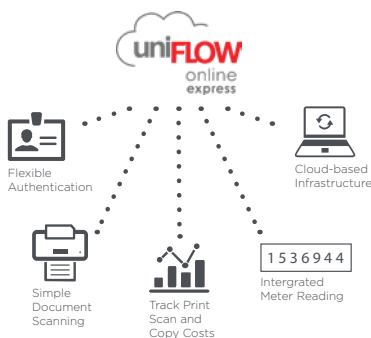 uniFLOW
online
express
Flexible
Authentication
Cloud-based
Infrastructure
Simple
Document
Scanning
Track Print
Scan and
Copy Costs
1536944
Intergrated
Meter Reading